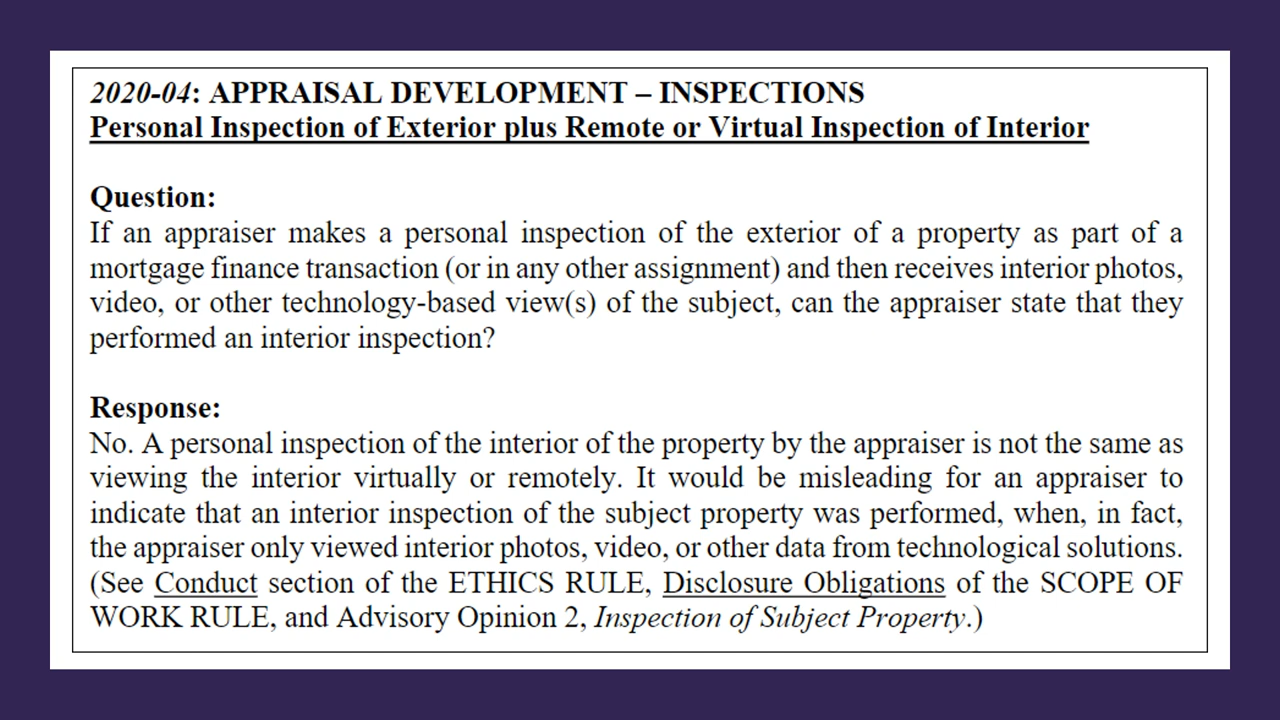 2020-04: APPRAISAL DEVELOPMENT – INSPECTIONS
Personal Inspection of Exterior plus Remote or Virtual Inspection of Interior
Question:
If an appraiser makes a personal inspection of the exterior of a property as part of a
mortgage finance transaction (or in any other assignment) and then receives interior photos,
video, or other technology-based view(s) of the subject, can the appraiser state that they
performed an interior inspection?
Response:
No. A personal inspection of the interior of the property by the appraiser is not the same as
viewing the interior virtually or remotely. It would be misleading for an appraiser to
indicate that an interior inspection of the subject property was performed, when, in fact,
the appraiser only viewed interior photos, video, or other data from technological solutions.
(See Conduct section of the ETHICS RULE, Disclosure Obligations of the SCOPE OF
WORK RULE, and Advisory Opinion 2, Inspection of Subject Property.)